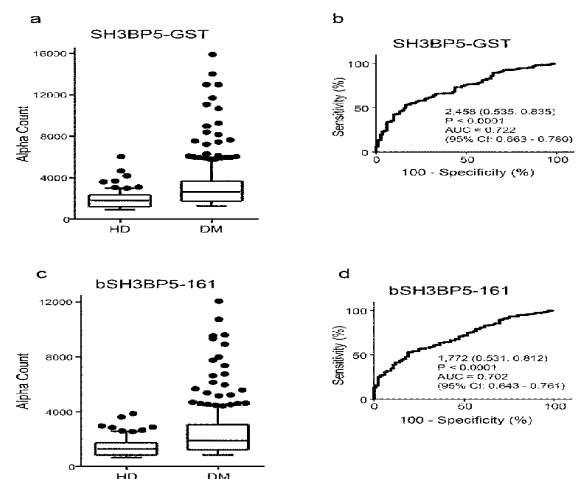 a
SH3BP5-GST
Alpha Count
16000
12000
8000
4000
0
HD
DM
b
SH3BP5-GST
Sensitivity (%)
100
50
0
2,458 (0.535, 0.835)
P < 0.0001
AUC = 0.722
(95% CI: 0.663 - 0.780)
0
50
100
100 - Specificity (%)
c
bSH3BP5-161
Alpha Count
12000
8000
4000
0
HD
DM
d
bSH3BP5-161
Sensitivity (%)
100
50
0
1,772 (0.531, 0.812)
P < 0.0001
AUC = 0.702
(95% CI: 0.643 - 0.761)
0
50
100
100 - Specificity (%)